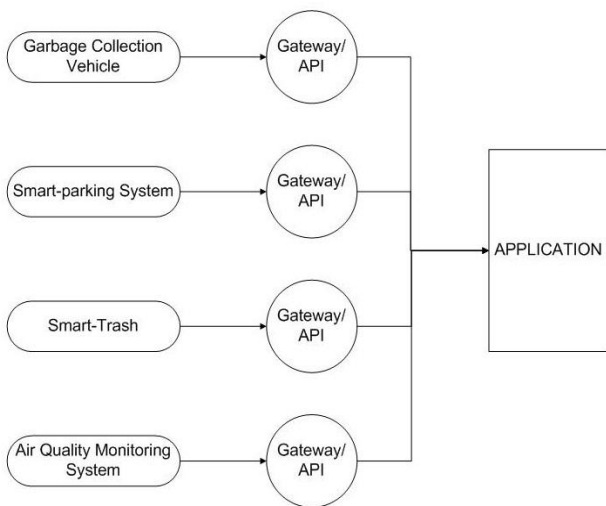 Garbage Collection
Vehicle
Gateway/
API
Smart-parking System
Gateway/
API
APPLICATION
Smart-Trash
Gateway/
API
Air Quality Monitoring
System
Gateway/
API